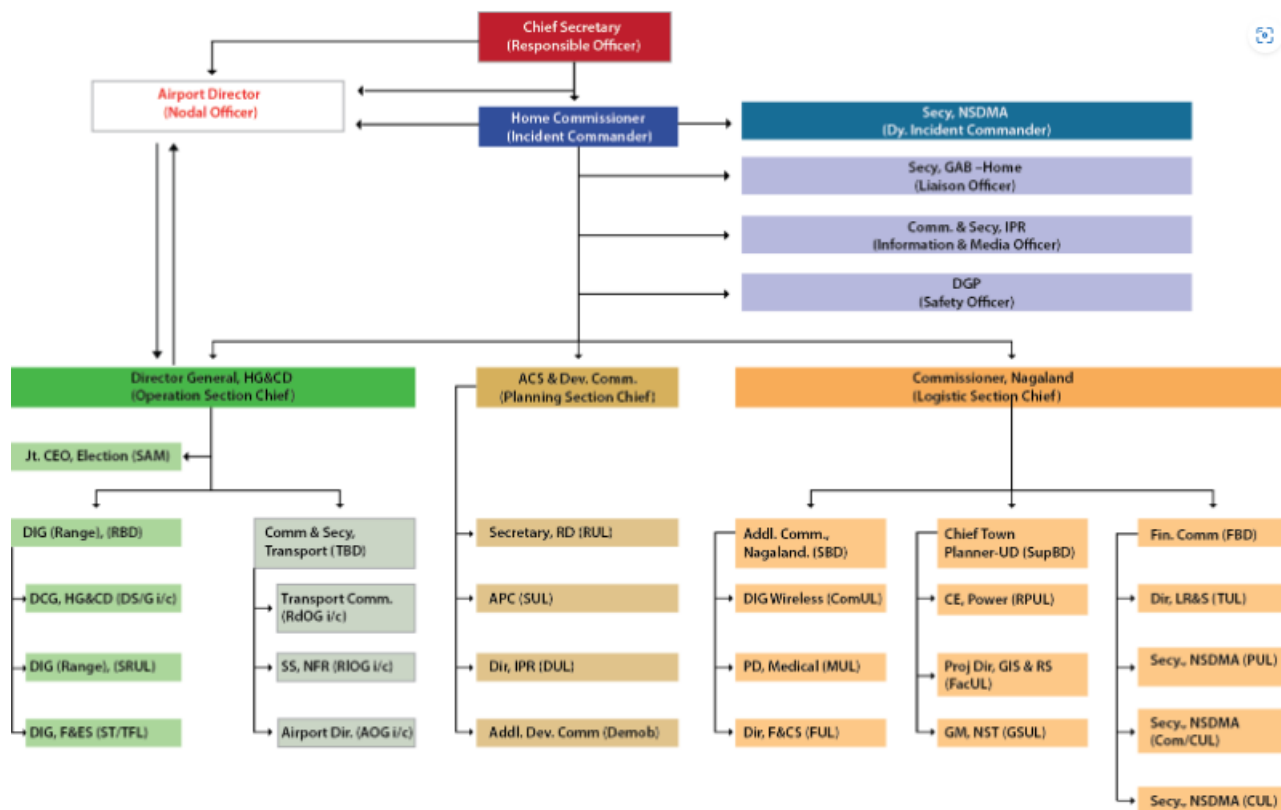 Chief Secretary
(Responsible Officer)
Airport Director
(Nodal Officer)
Home Commissioner
(Incident Commander)
Secy, NSDMA
(Dy. Incident Commander)
Secy, GAB –Home
(Liaison Officer)
Comm. & Secy, IPR
(Information & Media Officer)
DGP
(Safety Officer)
Director General, HG&CD
(Operation Section Chief)
ACS & Dev. Comm.
(Planning Section Chief)
Commissioner, Nagaland
(Logistic Section Chief)
Jt. CEO, Election (SAM)
DIG (Range), (RBD)
DCG, HG&CD (DS/G i/c)
DIG (Range), (SRUL)
DIG, F&ES (ST/TFL)
Comm & Secy,
Transport (TBD)
Transport Comm.
(RdOG i/c)
SS, NFR (RlOG i/c)
Airport Dir. (AOG i/c)
Secretary, RD (RUL)
APC (SUL)
Dir, IPR (DUL)
Addl. Dev. Comm (Demob)
Addl. Comm.,
Nagaland. (SBD)
DIG Wireless (ComUL)
PD, Medical (MUL)
Dir, F&CS (FUL)
Chief Town
Planner-UD (SupBD)
CE, Power (RPUL)
Proj Dir, GIS & RS
(FacUL)
GM, NST (GSUL)
Fin. Comm (FBD)
Dir, LR&S (TUL)
Secy., NSDMA (PUL)
Secy., NSDMA
(Com/CUL)
Secy., NSDMA (CUL)